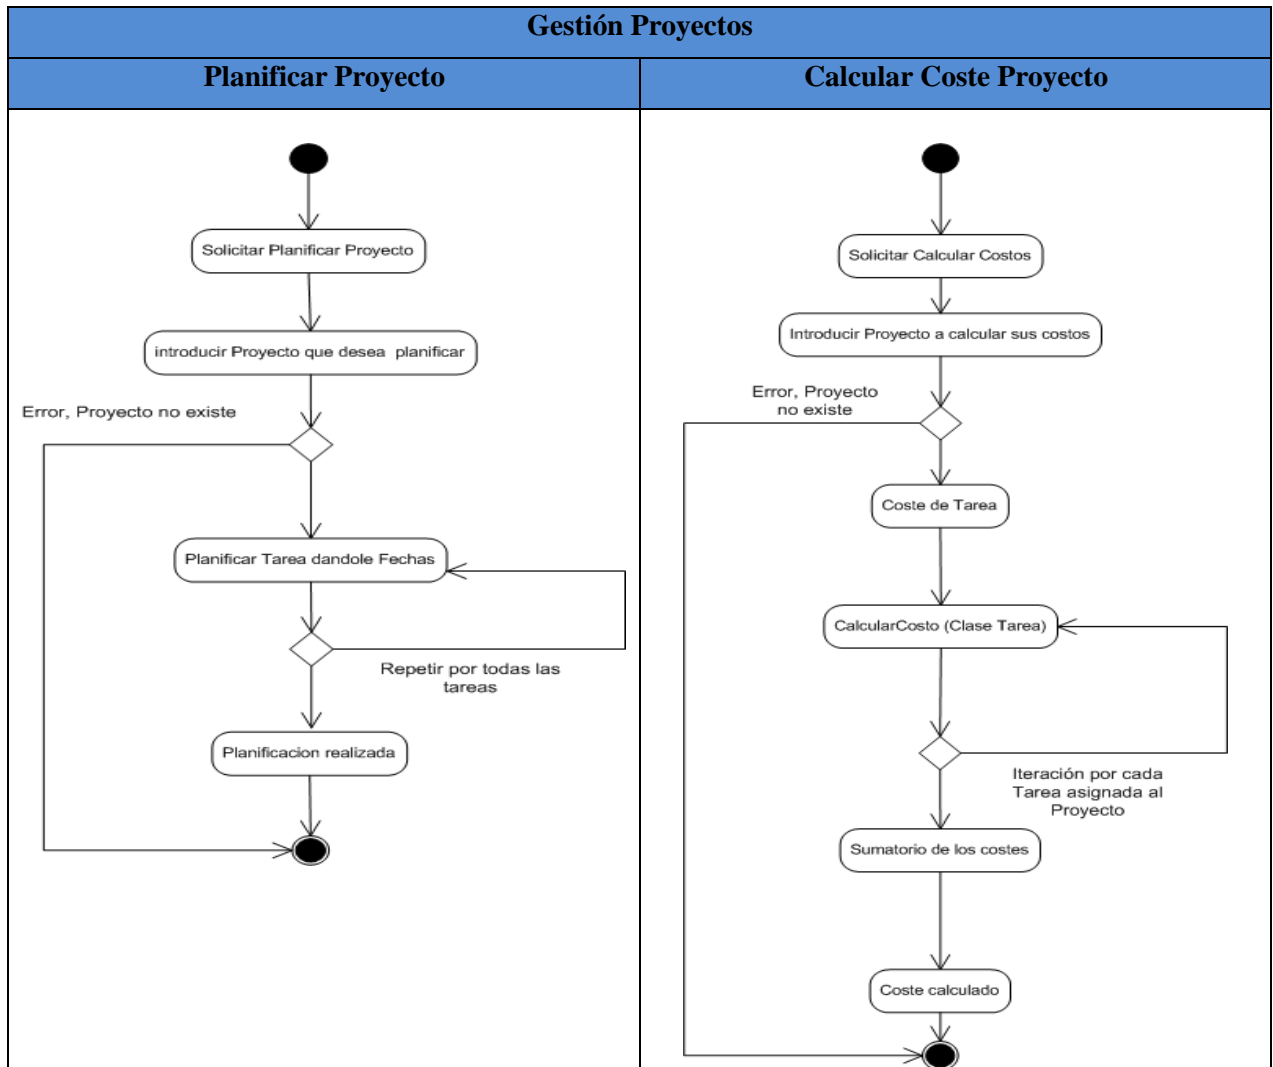 Gestión Proyectos
Planificar Proyecto
Calcular Coste Proyecto
Solicitar Planificar Proyecto
introducir Proyecto que desea planificar
Error, Proyecto no existe
Planificar Tarea dandole Fechas
Repetir por todas las
tareas
Planificacion realizada
Solicitar Calcular Costos
Introducir Proyecto a calcular sus costos
Error, Proyecto
no existe
Coste de Tarea
CalcularCosto (Clase Tarea)
Iteración por cada
Tarea asignada al
Proyecto
Sumatorio de los costes
Coste calculado